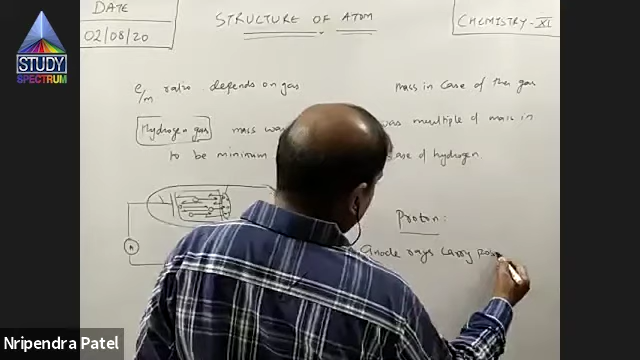 DATE
02/08/20
STRUCTURE OF ATOM
CHEMISTRY-XI
STUDY
SPECTRUM
e/m ratio depends on gas
mass in case of the gas
Hydrogen gas mass was
was multiple of mass in
to be minimum
case of hydrogen.
Proton:
Anode rays carry
A
Nripendra Patel